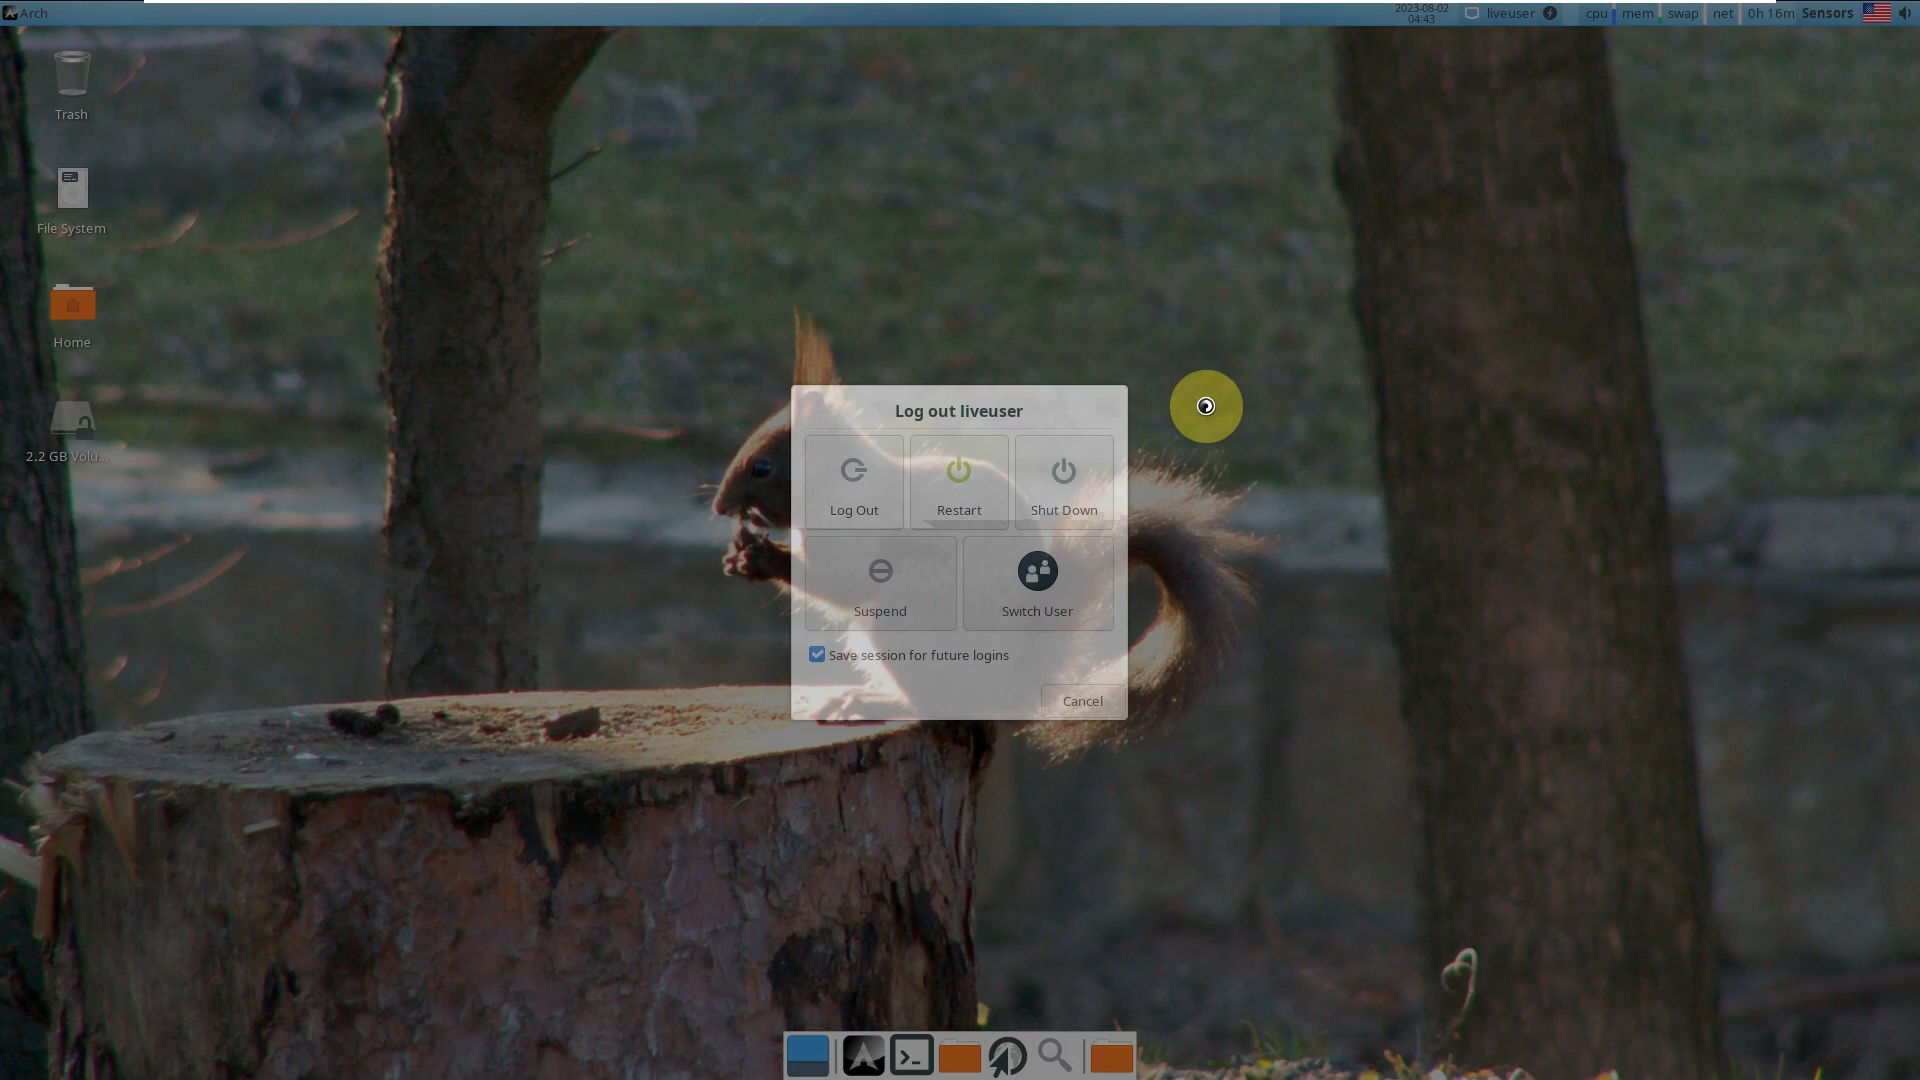 Arch
2023-08-02
04:43
liveuser
cpu
mem
swap
net
0h 16m
Sensors
Trash
File System
Home
2.2 GB Volu...
Log out liveuser
Log Out
Restart
Shut Down
Suspend
Switch User
Save session for future logins
Cancel